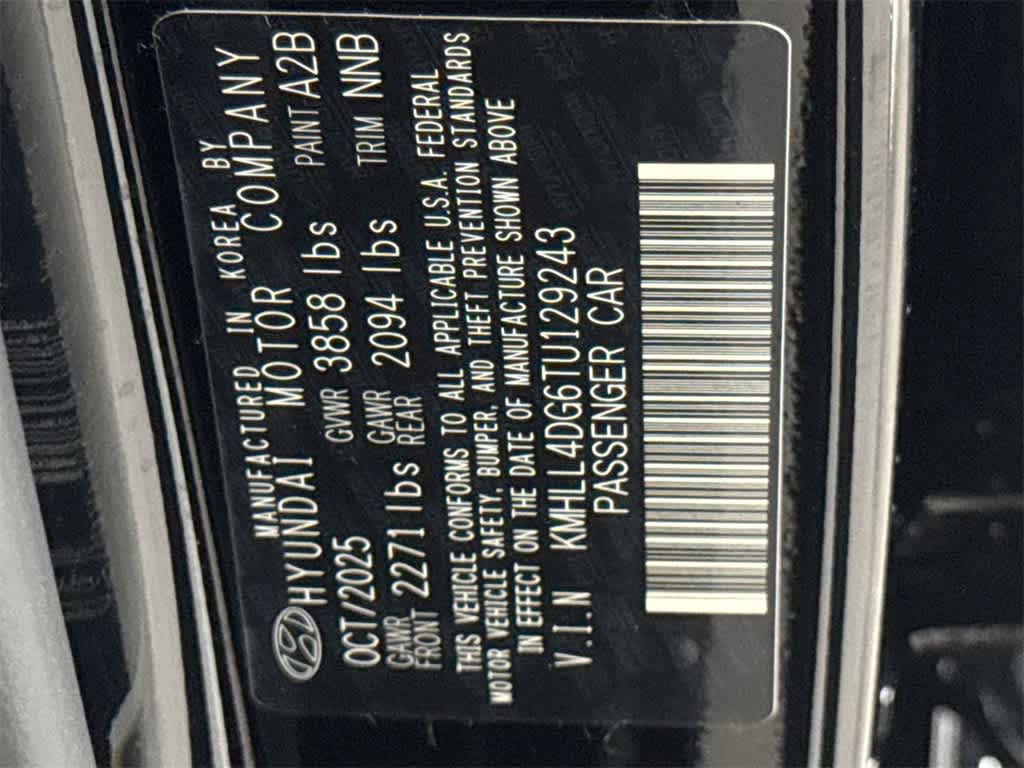 MANUFACTURED IN KOREA BY
HYUNDAI MOTOR COMPANY
OCT/2025 GVWR 3858 lbs PAINT A2B
GAWR FRONT 2271 lbs GAWR REAR 2094 lbs TRIM NNB
THIS VEHICLE CONFORMS TO ALL APPLICABLE U.S.A. FEDERAL
MOTOR VEHICLE SAFETY, BUMPER, AND THEFT PREVENTION STANDARDS
IN EFFECT ON THE DATE OF MANUFACTURE SHOWN ABOVE
V.I.N KMHLL4DG6TU129243
PASSENGER CAR